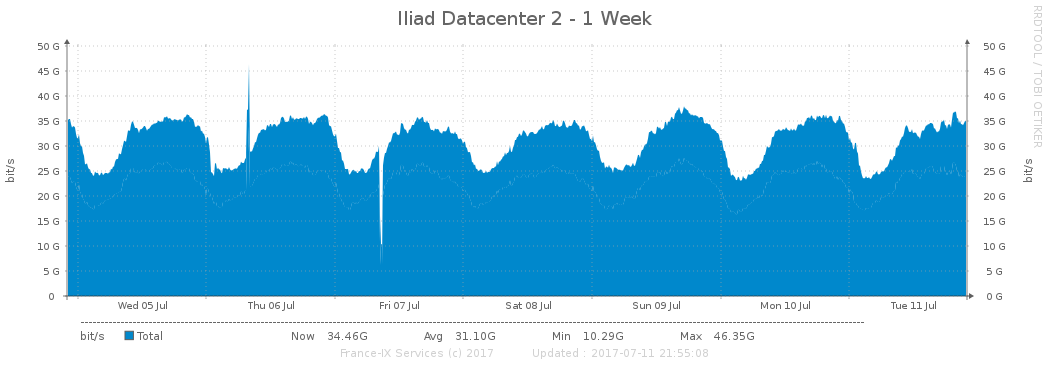 Iliad Datacenter 2 - 1 Week
RRDTOOL / TOBI OETIKER
50 G 50 G
45 G 45 G
40 G 40 G
35 G 35 G
30 G 30 G
25 G 25 G
20 G 20 G
15 G 15 G
10 G 10 G
5 G 5 G
0 0 G
bit/s bit/s
Wed 05 Jul Thu 06 Jul Fri 07 Jul Sat 08 Jul Sun 09 Jul Mon 10 Jul Tue 11 Jul
bit/s Total Now 34.46G Avg 31.10G Min 10.29G Max 46.35G
France-IX Services (c) 2017 Updated : 2017-07-11 21:55:08